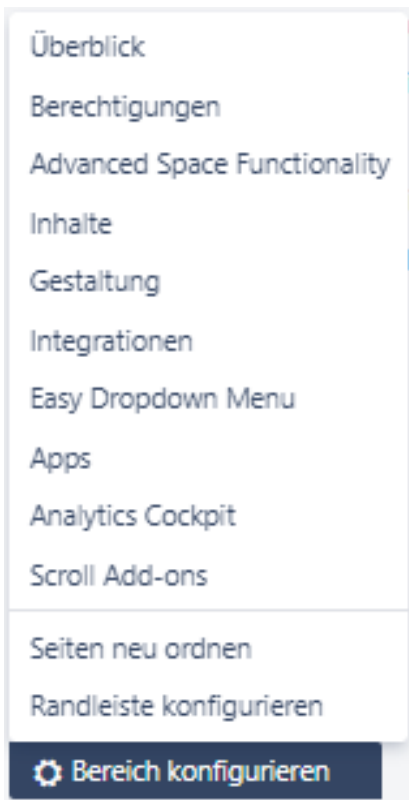 Überblick
Berechtigungen
Advanced Space Functionality
Inhalte
Gestaltung
Integrationen
Easy Dropdown Menu
Apps
Analytics Cockpit
Scroll Add-ons
Seiten neu ordnen
Randleiste konfigurieren
Bereich konfigurieren